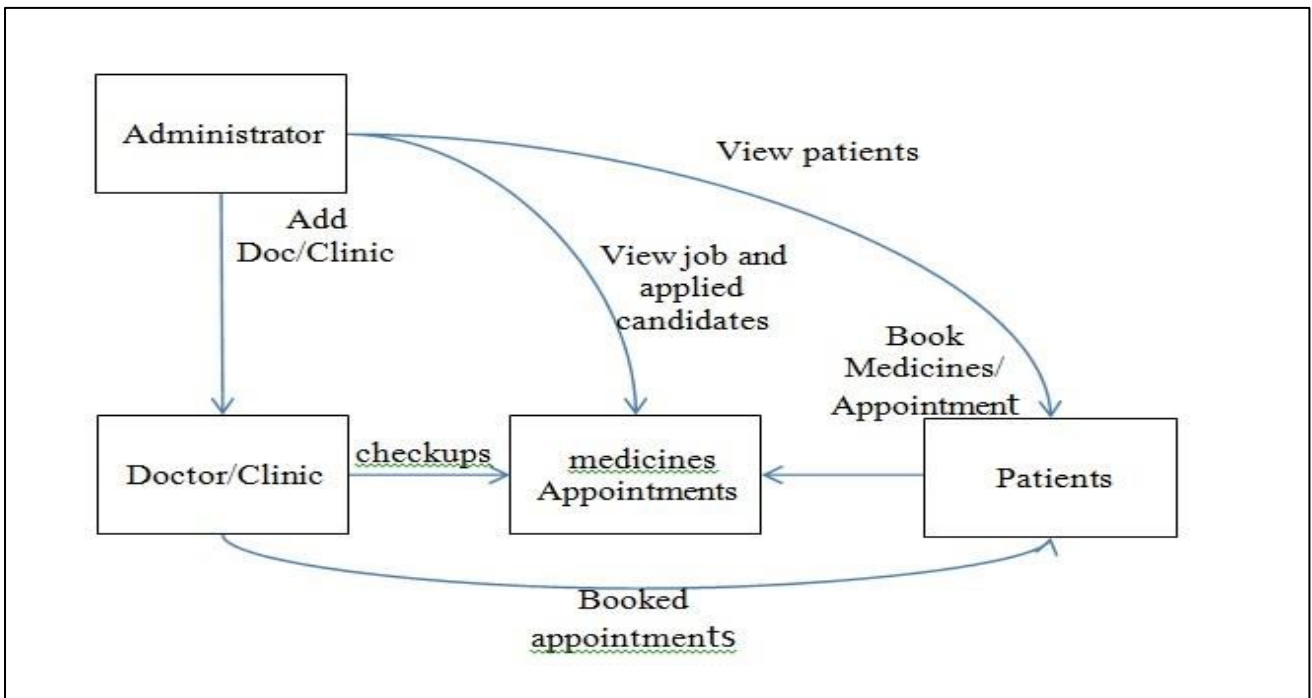 Administrator
View patients
Add
Doc/Clinic
View job and
applied
candidates
Book
Medicines/
Appointment
Doctor/Clinic
checkups
medicines
Appointments
Patients
Booked
appointments